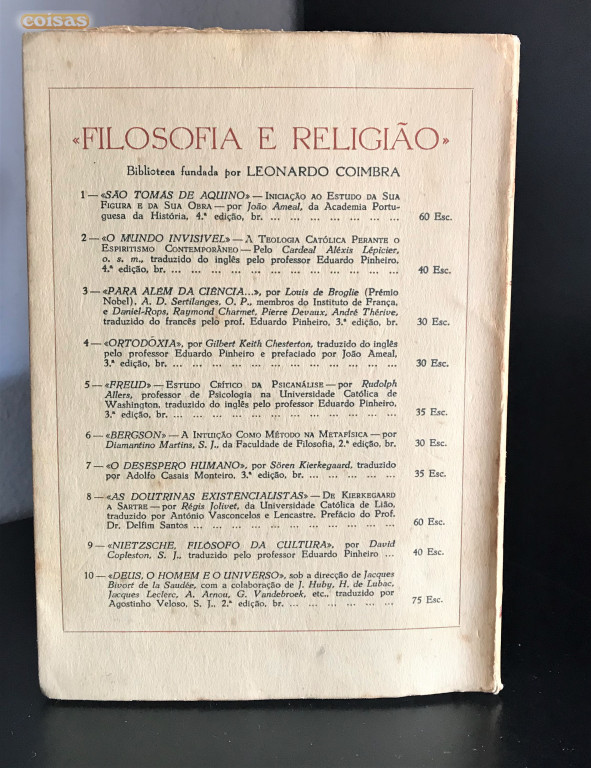 coisas
«FILOSOFIA E RELIGIÃO»
Biblioteca fundada por LEONARDO COIMBRA
1 — «SÃO TOMÁS DE AQUINO» — INICIAÇÃO AO ESTUDO DA SUA
FIGURA E DA SUA OBRA — por João Ameal, da Academia Portu-
guesa da História, 4.ª edição, br. ... ... ... ... ... ... ... 60 Esc.
2 — «O MUNDO INVISIVEL» — A TEOLOGIA CATÓLICA PERANTE O
ESPIRITISMO CONTEMPORÂNEO — Pelo Cardeal Aléxis Lépicier,
o. s. m., traduzido do inglês pelo professor Eduardo Pinheiro,
4.ª edição, br. ... ... ... ... ... ... ... ... ... ... ... ... 40 Esc.
3 — «PARA ALÉM DA CIÊNCIA...», por Louis de Broglie (Prémio
Nobel), A. D. Sertilanges, O. P., membros do Instituto de França,
e Daniel-Rops, Raymond Charmet, Pierre Devaux, André Thérive,
traduzido do francês pelo prof. Eduardo Pinheiro, 3.ª edição, br. 30 Esc.
4 — «ORTODÓXIA», por Gilbert Keith Chesterton, traduzido do inglês
pelo professor Eduardo Pinheiro e prefaciado por João Ameal,
3.ª edição, br. ... ... ... ... ... ... ... ... ... ... ... ... 30 Esc.
5 — «FREUD» — ESTUDO CRÍTICO DA PSICANÁLISE — por Rudolph
Allers, professor de Psicologia na Universidade Católica de
Washington, traduzido do inglês pelo professor Eduardo Pinheiro,
3.ª edição, br. ... ... ... ... ... ... ... ... ... ... ... ... 35 Esc.
6 — «BERGSON» — A INTUIÇÃO COMO MÉTODO NA METAFÍSICA — por
Diamantino Martins, S. J., da Faculdade de Filosofia, 2.ª edição, br. 30 Esc.
7 — «O DESESPERO HUMANO», por Sören Kierkegaard, traduzido
por Adolfo Casais Monteiro, 3.ª edição, br. ... ... ... ... ... 35 Esc.
8 — «AS DOUTRINAS EXISTENCIALISTAS» — DE KIERKEGAARD
A SARTRE — por Régis Jolivet, da Universidade Católica de Lião,
traduzido por António Vasconcelos e Lencastre. Prefácio do Prof.
Dr. Delfim Santos ... ... ... ... ... ... ... ... ... ... ... 60 Esc.
9 — «NIETZSCHE, FILÓSOFO DA CULTURA», por David
Copleston, S. J., traduzido pelo professor Eduardo Pinheiro ... 40 Esc.
10 — «DEUS, O HOMEM E O UNIVERSO», sob a direcção de Jacques
Bivort de la Saudée, com a colaboração de J. Huby, H. de Lubac,
Jacques Leclerc, A. Arnou, G. Vandebroek, etc., traduzido por
Agostinho Veloso, S. J., 2.ª edição, br. ... ... ... ... ... ... 75 Esc.